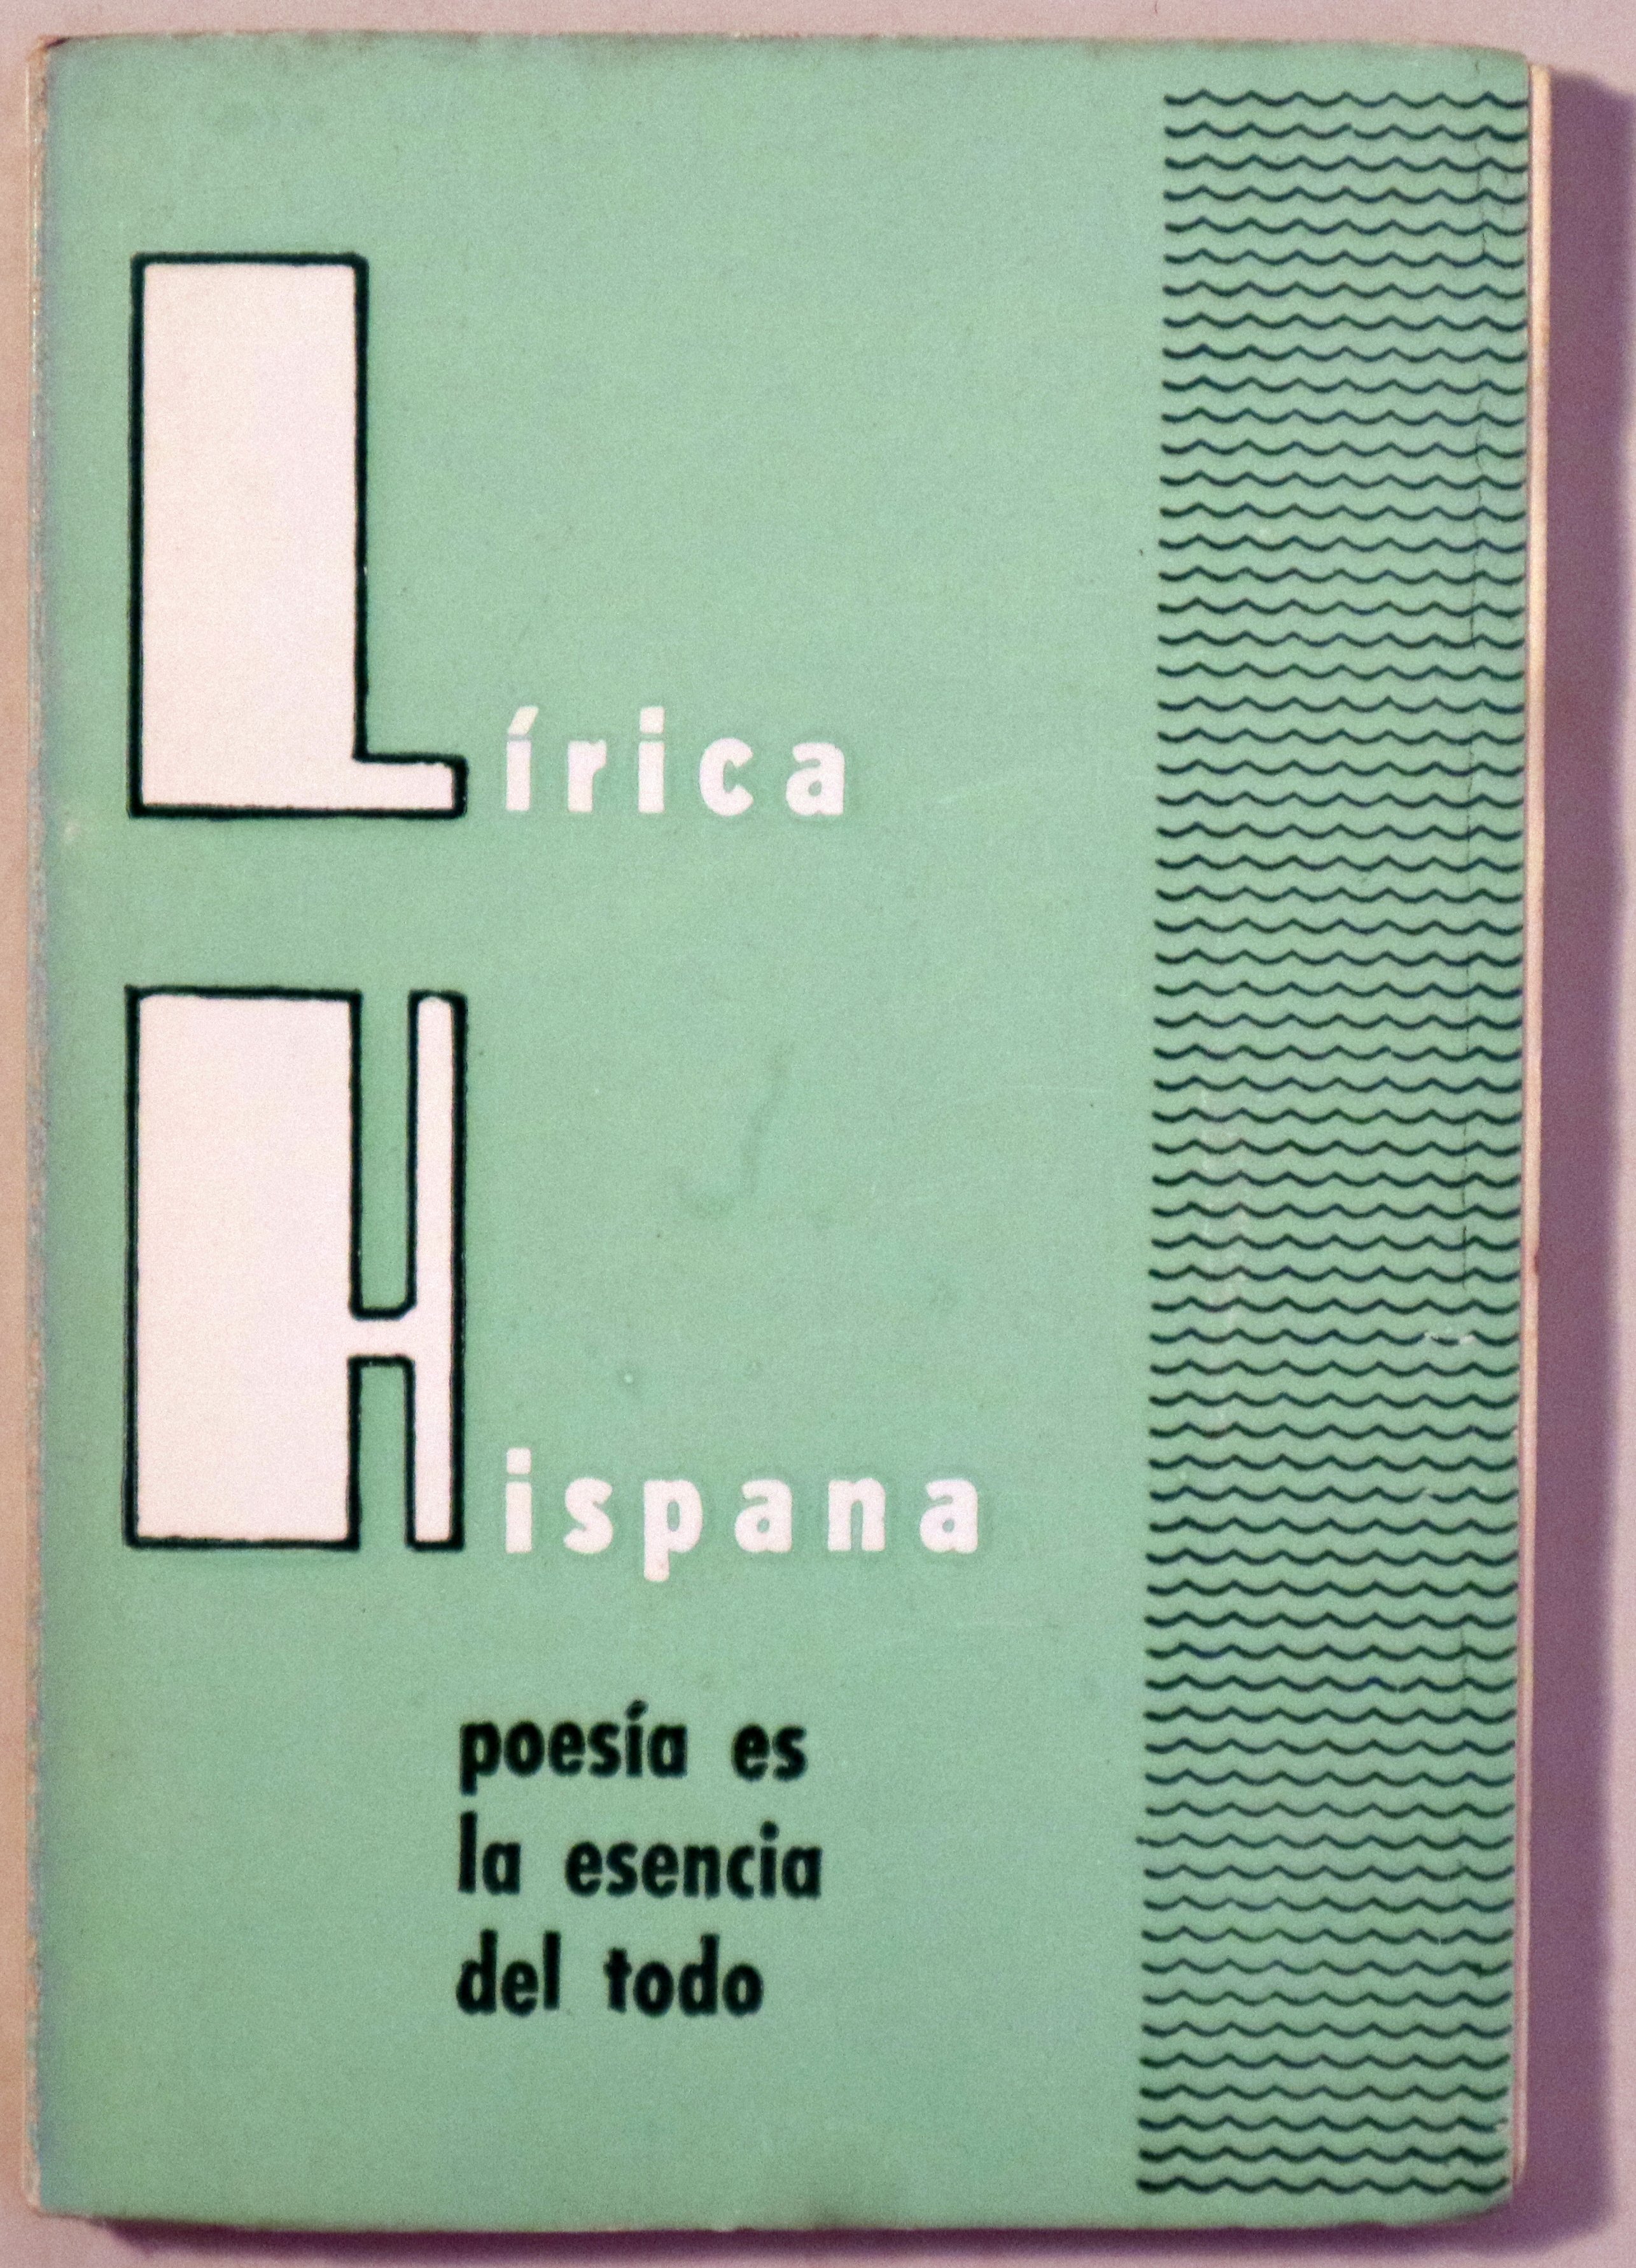 Lírica
Hispana
poesía es
la esencia
del todo